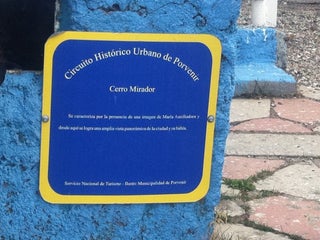 Circuito Histórico Urbano de Porvenir
Cerro Mirador
Se caracteriza por la presencia de una imagen de María Auxiliadora y
desde aquí se logra una amplia vista panorámica de la ciudad y su bahía.
Servicio Nacional de Turismo - Ilustre Municipalidad de Porvenir